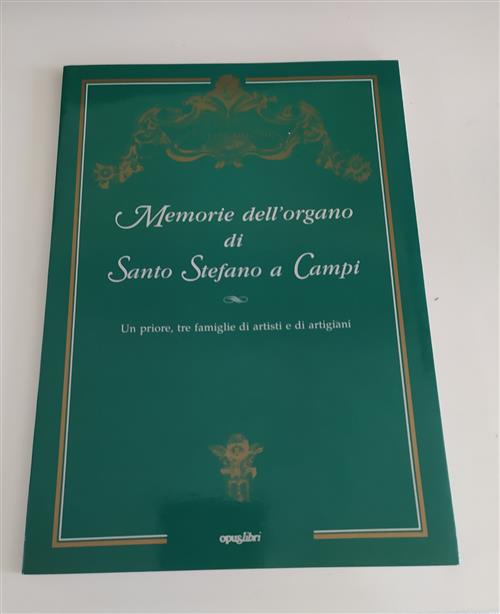 Memorie dell'organo
di
Santo Stefano a Campi
Un priore, tre famiglie di artisti e di artigiani
opuslibri